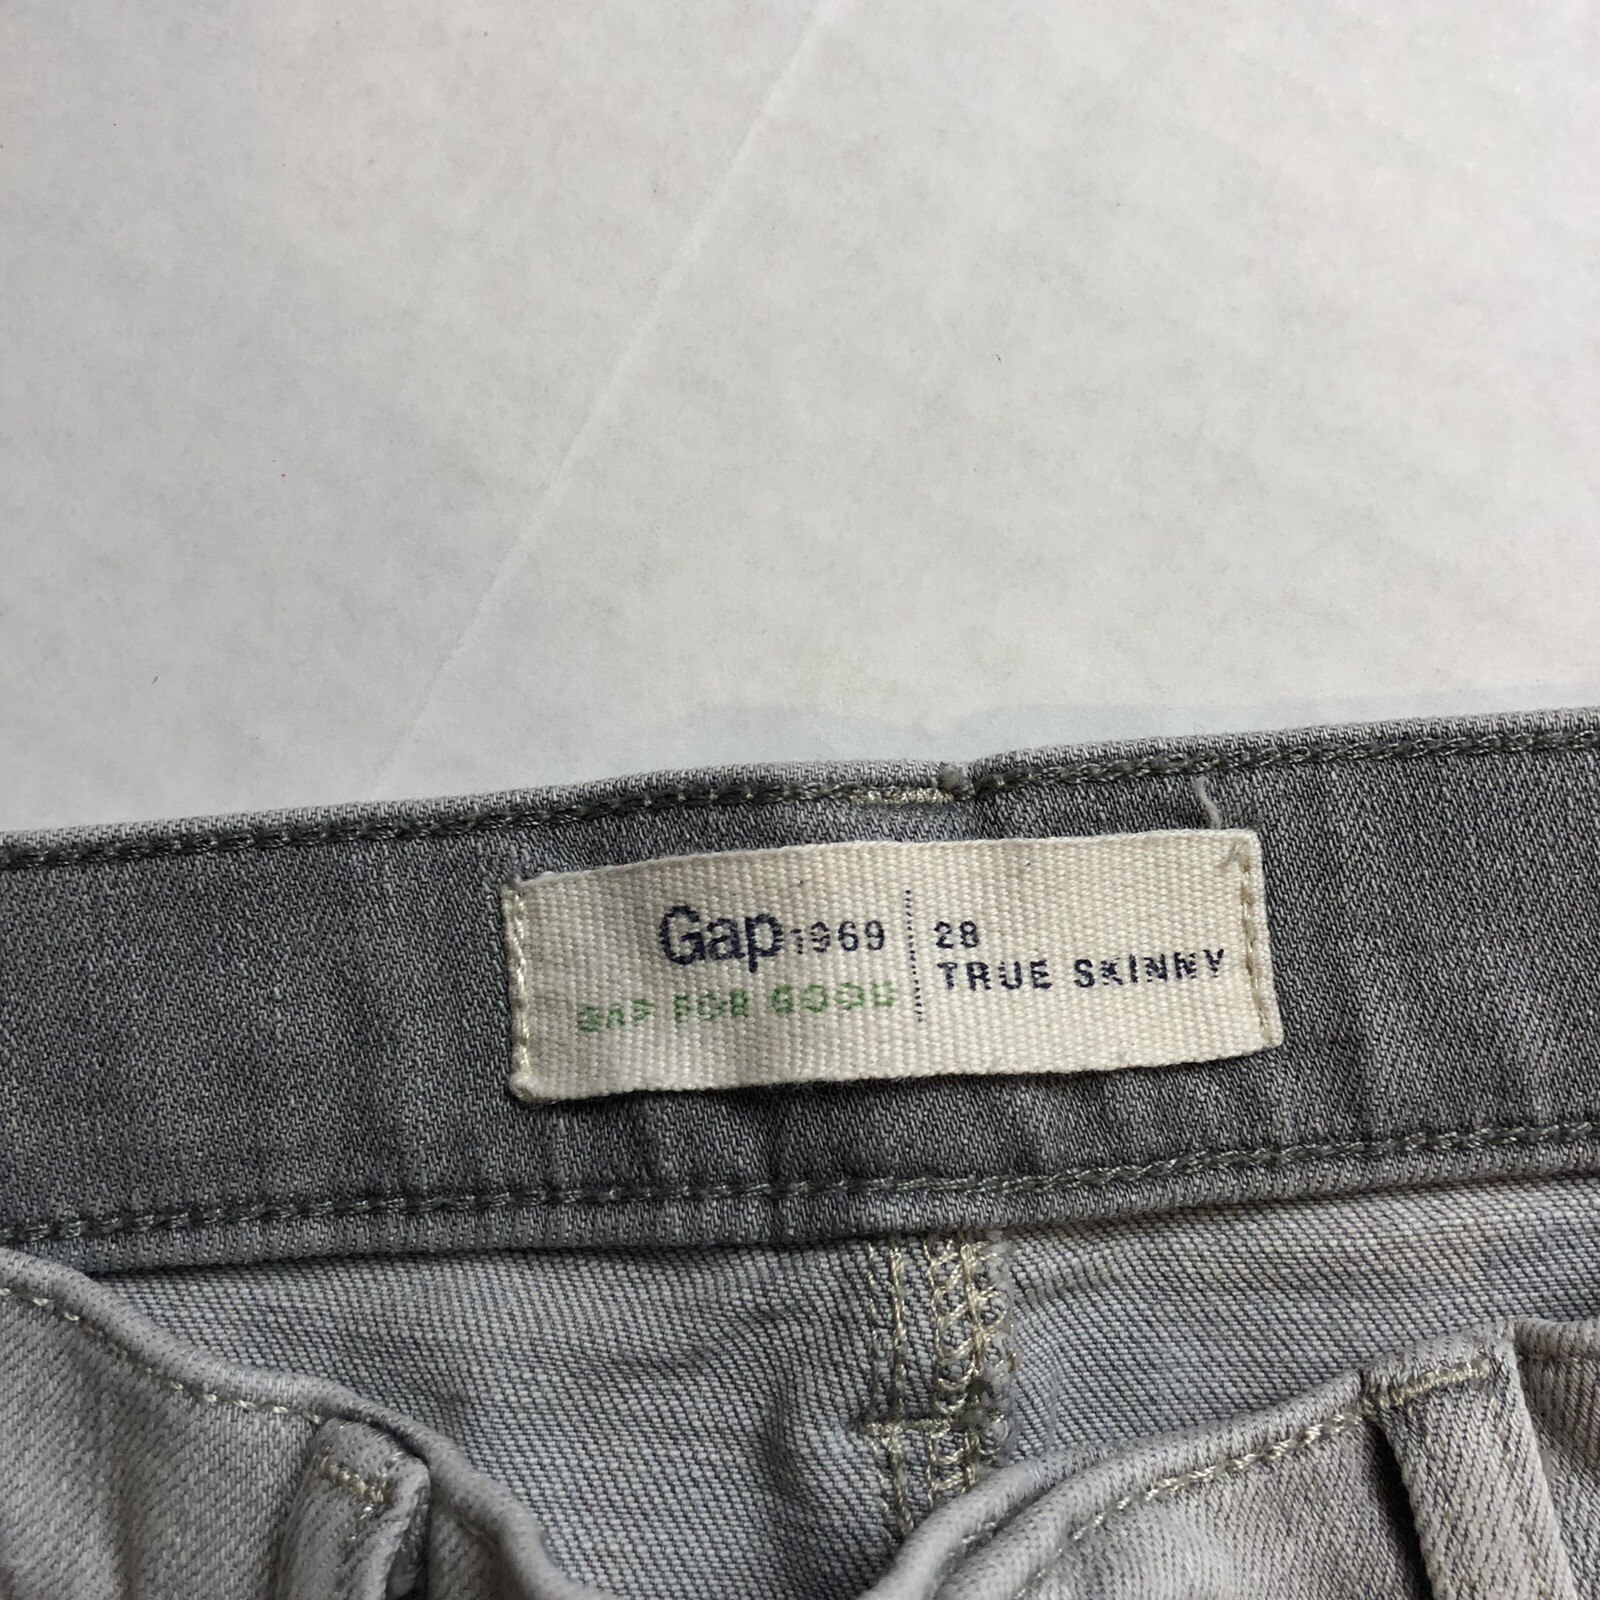 Gap 1969
GAP FOR GOOD
28
TRUE SKINNY